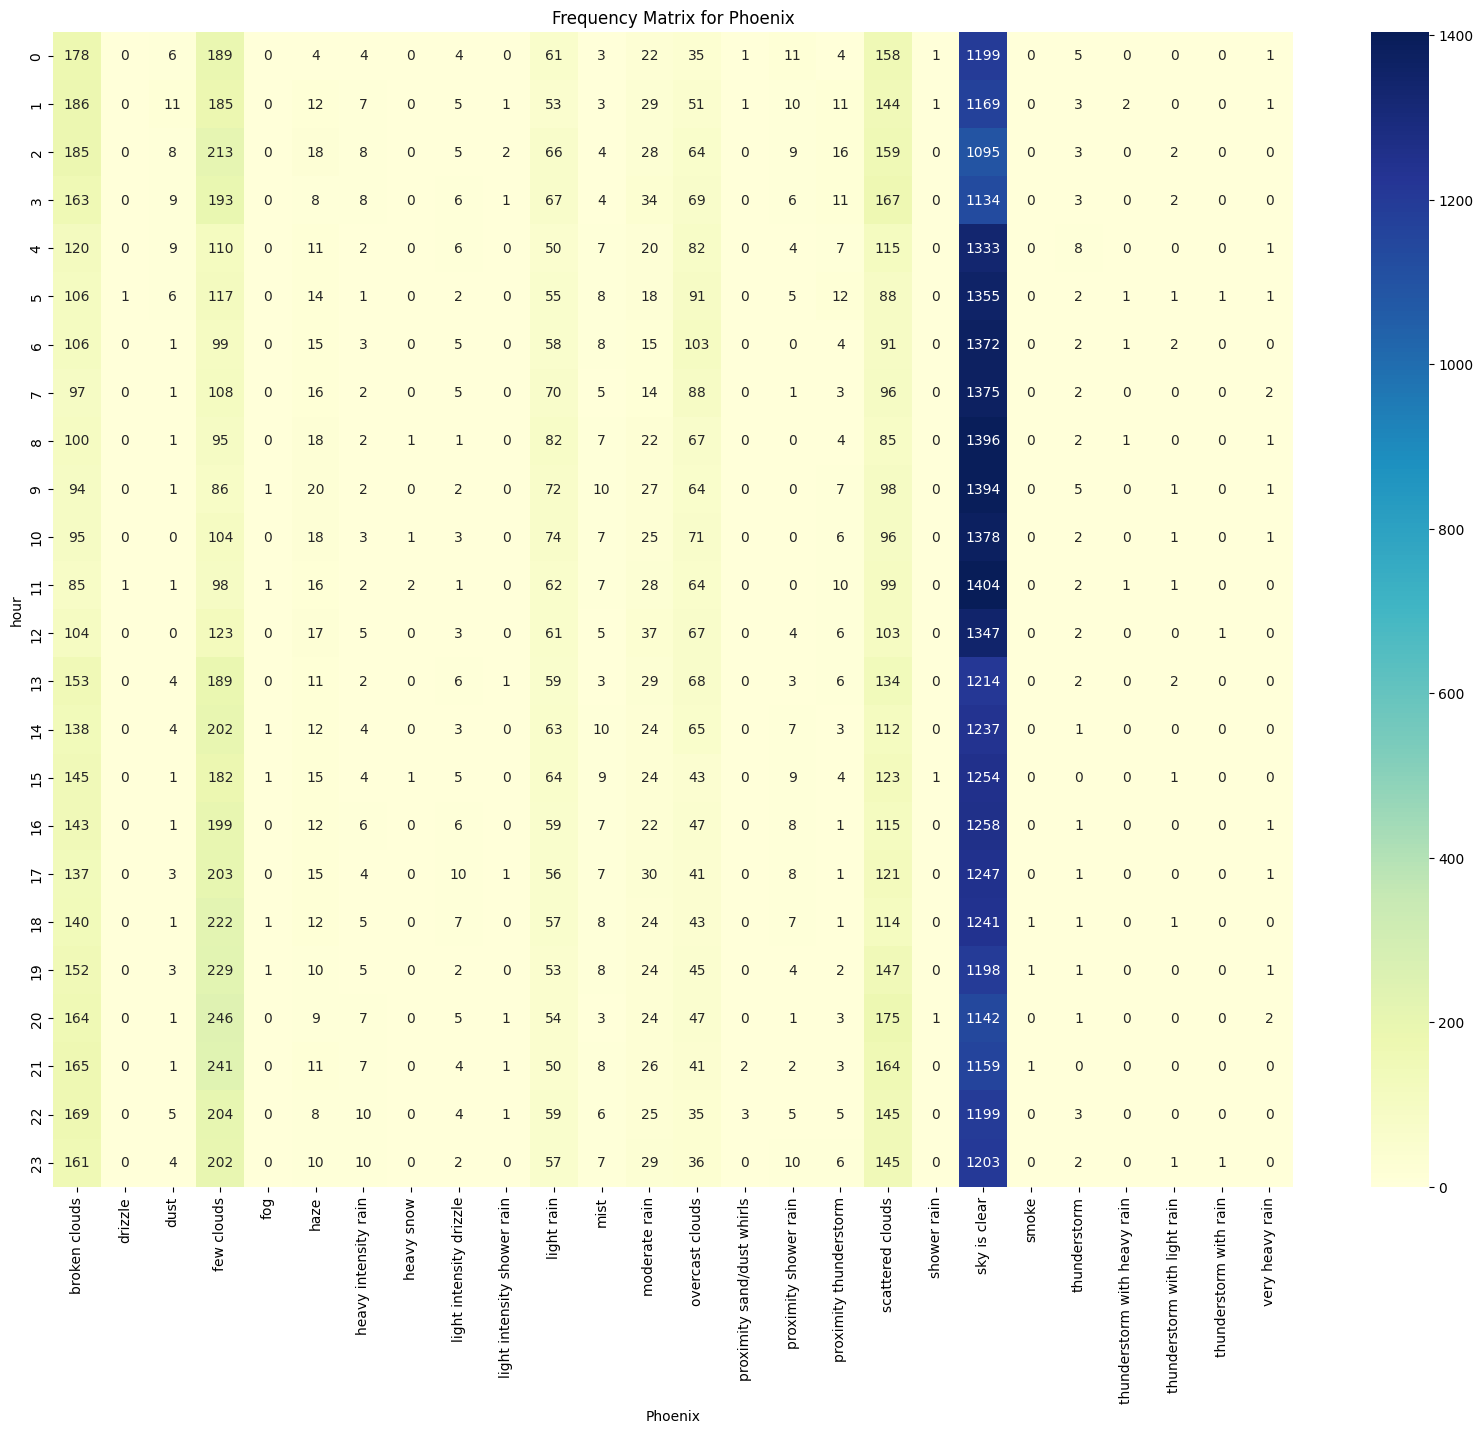 Frequency Matrix for Phoenix
0 178 0 6 189 0 4 4 0 4 0 61 3 22 35 1 11 4 158 1 1199 0 5 0 0 0 1
1 186 0 11 185 0 12 7 0 5 1 53 3 29 51 1 10 11 144 1 1169 0 3 2 0 0 1
2 185 0 8 213 0 18 8 0 5 2 66 4 28 64 0 9 16 159 0 1095 0 3 0 2 0 0
3 163 0 9 193 0 8 8 0 6 1 67 4 34 69 0 6 11 167 0 1134 0 3 0 2 0 0
4 120 0 9 110 0 11 2 0 6 0 50 7 20 82 0 4 7 115 0 1333 0 8 0 0 0 1
5 106 1 6 117 0 14 1 0 2 0 55 8 18 91 0 5 12 88 0 1355 0 2 1 1 1 1
6 106 0 1 99 0 15 3 0 5 0 58 8 15 103 0 0 4 91 0 1372 0 2 1 2 0 0
7 97 0 1 108 0 16 2 0 5 0 70 5 14 88 0 1 3 96 0 1375 0 2 0 0 0 2
8 100 0 1 95 0 18 2 1 1 0 82 7 22 67 0 0 4 85 0 1396 0 2 1 0 0 1
9 94 0 1 86 1 20 2 0 2 0 72 10 27 64 0 0 7 98 0 1394 0 5 0 1 0 1
10 95 0 0 104 0 18 3 1 3 0 74 7 25 71 0 0 6 96 0 1378 0 2 0 1 0 1
11 85 1 1 98 1 16 2 2 1 0 62 7 28 64 0 0 10 99 0 1404 0 2 1 1 0 0
12 104 0 0 123 0 17 5 0 3 0 61 5 37 67 0 4 6 103 0 1347 0 2 0 0 1 0
13 153 0 4 189 0 11 2 0 6 1 59 3 29 68 0 3 6 134 0 1214 0 2 0 2 0 0
14 138 0 4 202 1 12 4 0 3 0 63 10 24 65 0 7 3 112 0 1237 0 1 0 0 0 0
15 145 0 1 182 1 15 4 1 5 0 64 9 24 43 0 9 4 123 1 1254 0 0 0 1 0 0
16 143 0 1 199 0 12 6 0 6 0 59 7 22 47 0 8 1 115 0 1258 0 1 0 0 0 1
17 137 0 3 203 0 15 4 0 10 1 56 7 30 41 0 8 1 121 0 1247 0 1 0 0 0 1
18 140 0 1 222 1 12 5 0 7 0 57 8 24 43 0 7 1 114 0 1241 1 1 0 1 0 0
19 152 0 3 229 1 10 5 0 2 0 53 8 24 45 0 4 2 147 0 1198 1 1 0 0 0 1
20 164 0 1 246 0 9 7 0 5 1 54 3 24 47 0 1 3 175 1 1142 0 1 0 0 0 2
21 165 0 1 241 0 11 7 0 4 1 50 8 26 41 2 2 3 164 0 1159 1 0 0 0 0 0
22 169 0 5 204 0 8 10 0 4 1 59 6 25 35 3 5 5 145 0 1199 0 3 0 0 0 0
23 161 0 4 202 0 10 10 0 2 0 57 7 29 36 0 10 6 145 0 1203 0 2 0 1 1 0
hour
broken clouds
drizzle
dust
few clouds
fog
haze
heavy intensity rain
heavy snow
light intensity drizzle
light intensity shower rain
light rain
mist
moderate rain
overcast clouds
proximity sand/dust whirls
proximity shower rain
proximity thunderstorm
scattered clouds
shower rain
sky is clear
smoke
thunderstorm
thunderstorm with heavy rain
thunderstorm with light rain
thunderstorm with rain
very heavy rain
Phoenix
1400
1200
1000
800
600
400
200
0